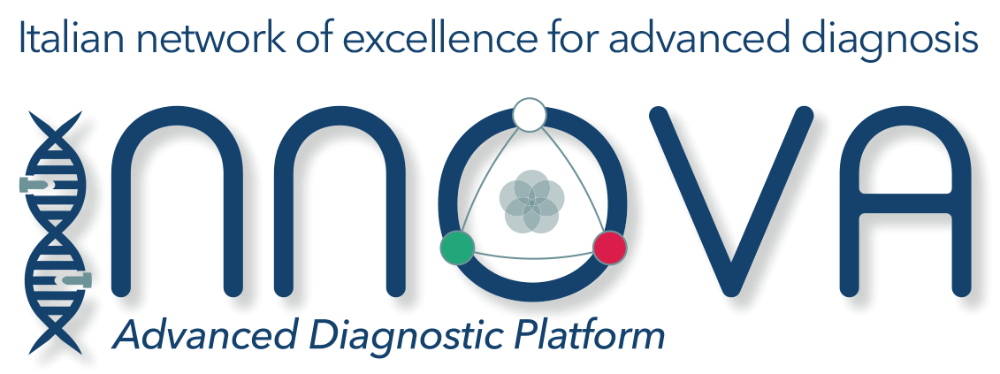 Italian network of excellence for advanced diagnosis
INNOVA
Advanced Diagnostic Platform